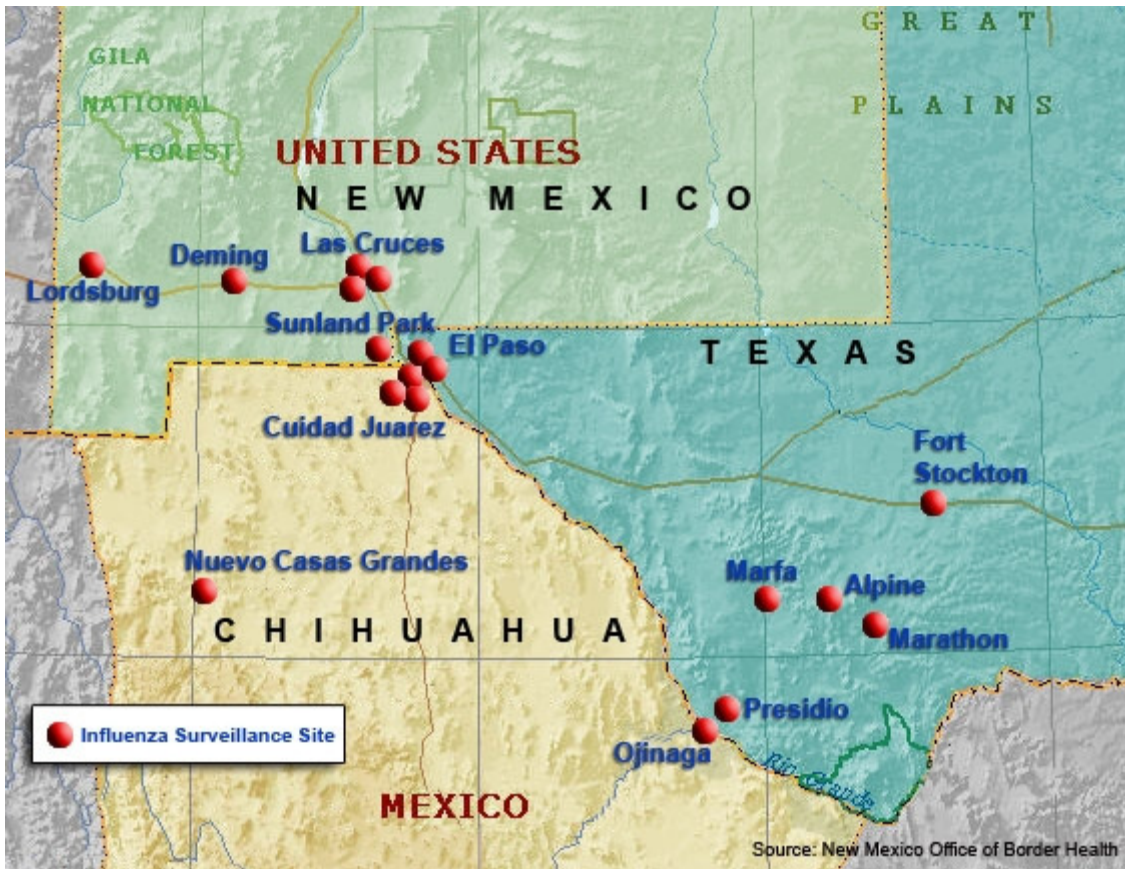 GREAT
PLAINS
GILA
NATIONAL
FOREST
UNITED STATES
NEW MEXICO
Las Cruces
Deming
Lordsburg
Sunland Park
El Paso
TEXAS
Cuidad Juarez
Fort
Stockton
Nuevo Casas Grandes
Marfa
Alpine
CHIHUAHUA
Marathon
Presidio
Influenza Surveillance Site
Ojinaga
Rio Grande
MEXICO
Source: New Mexico Office of Border Health